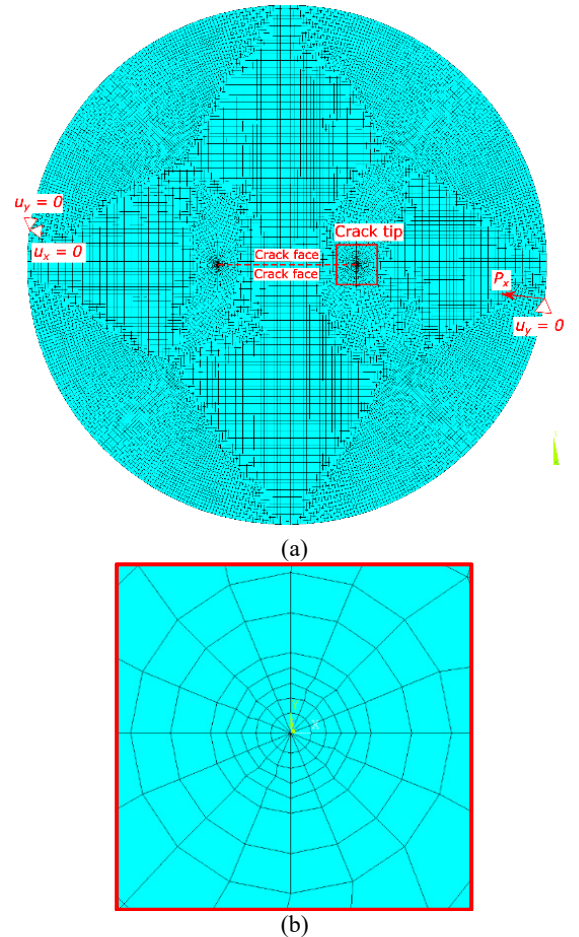 u_y = 0
u_x = 0
Crack tip
Crack face
Crack face
P_x
u_y = 0
(a)
Y
X
(b)